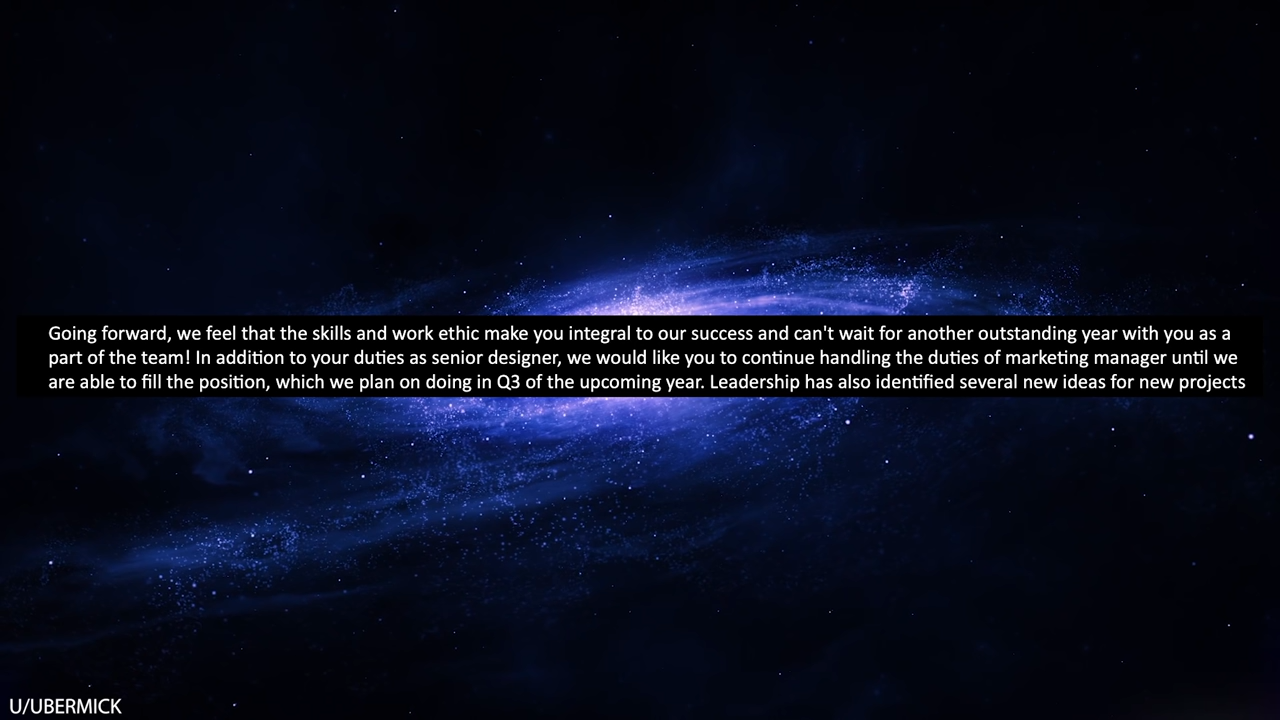 Going forward, we feel that the skills and work ethic make you integral to our success and can't wait for another outstanding year with you as a
part of the team! In addition to your duties as senior designer, we would like you to continue handling the duties of marketing manager until we
are able to fill the position, which we plan on doing in Q3 of the upcoming year. Leadership has also identified several new ideas for new projects
U/UBERMICK